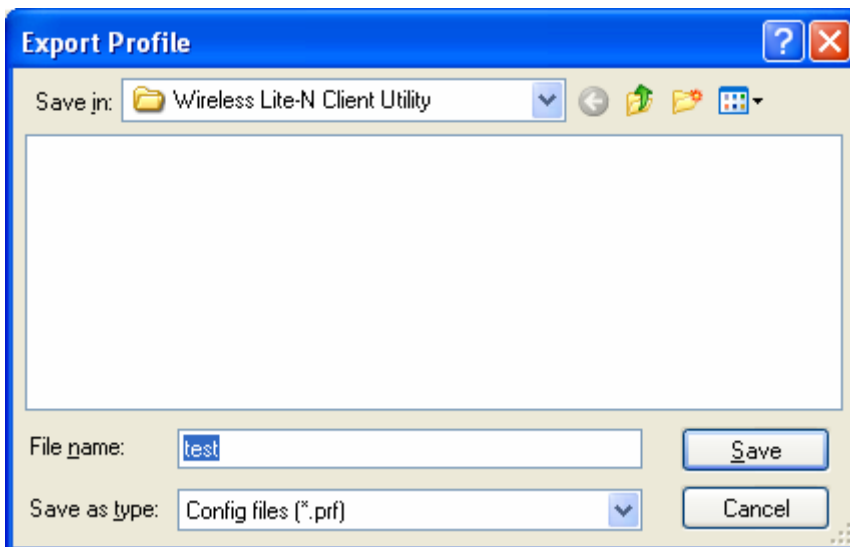 Export Profile
Save in: Wireless Lite-N Client Utility
File name: test Save
Save as type: Config files (*.prf) Cancel